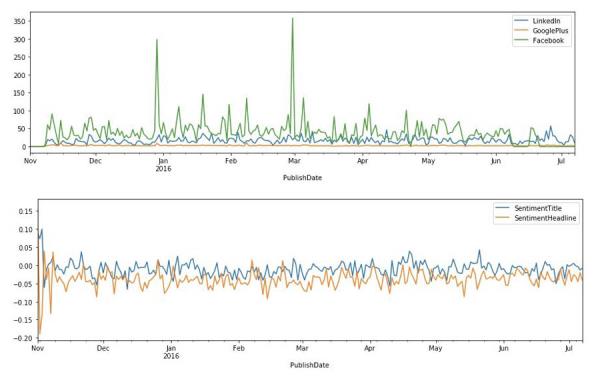 350
300
250
200
150
100
50
0
LinkedIn
GooglePlus
Facebook
Nov Dec Jan Feb Mar Apr May Jun Jul
2016
PublishDate
0.15
0.10
0.05
0.00
−0.05
−0.10
−0.15
−0.20
SentimentTitle
SentimentHeadline
Nov Dec Jan Feb Mar Apr May Jun Jul
2016
PublishDate